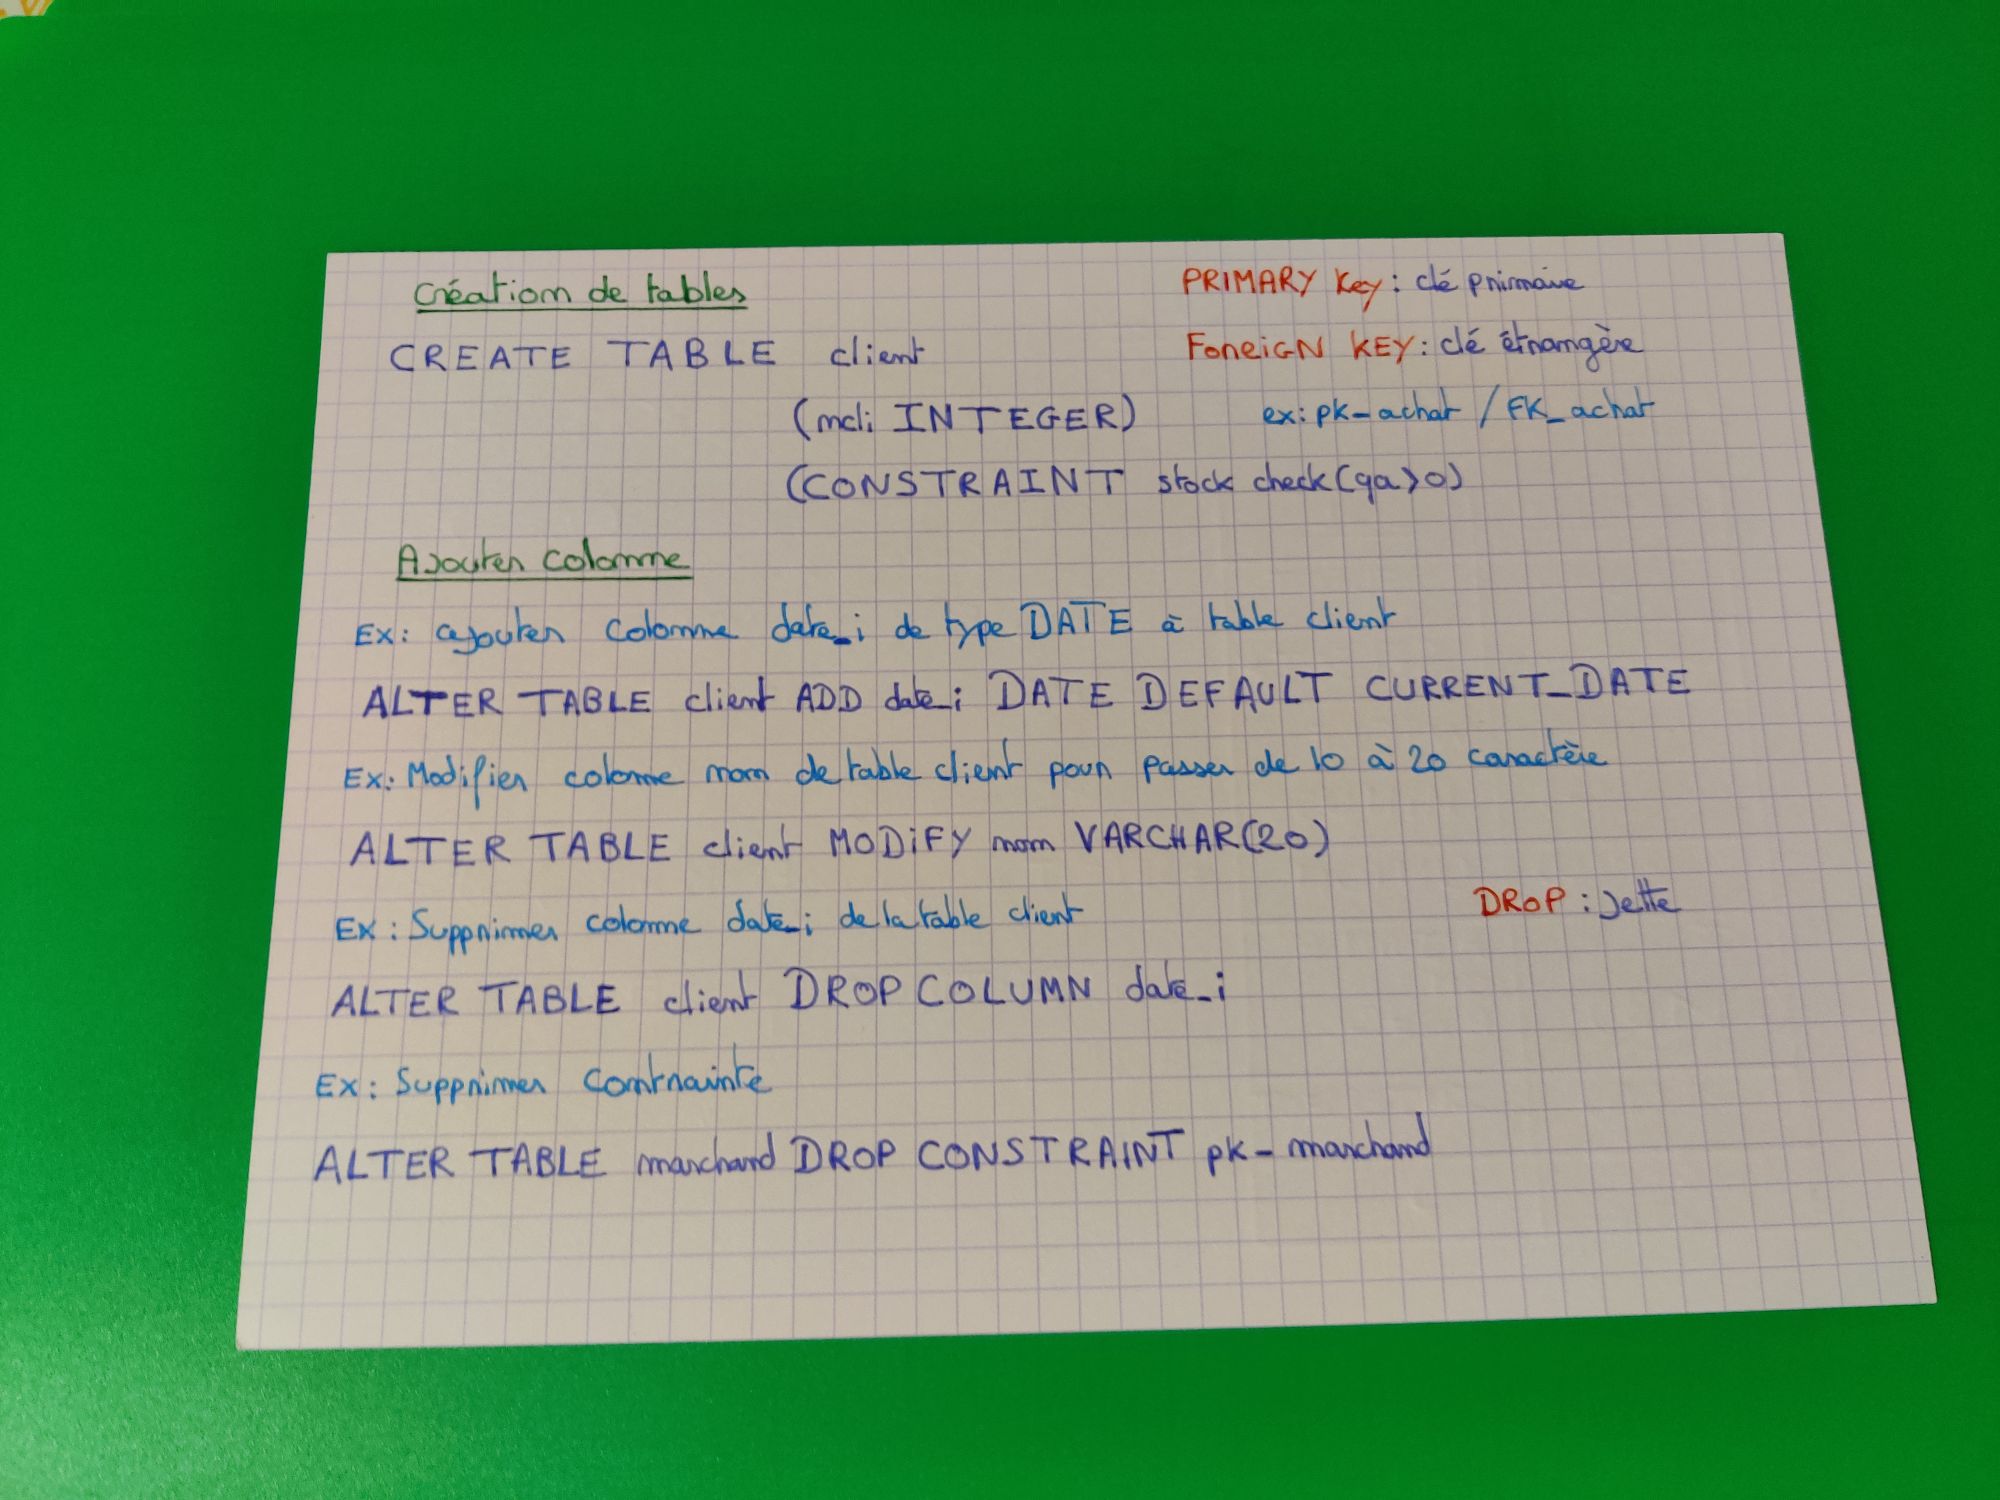 Création de tables
PRIMARY Key : clé primaire
CREATE TABLE client
ForeiGN KEY : clé étrangère
(ncli INTEGER)
ex: pk_achat / FK_achat
(CONSTRAINT stock check(qa>0)
Ajouter colonne
Ex: ajouter colonne date_i de type DATE à table client
ALTER TABLE client ADD date_i DATE DEFAULT CURRENT_DATE
Ex: Modifier colonne nom de table client pour passer de 10 à 20 caractère
ALTER TABLE client MODiFY nom VARCHAR(20)
DROP : Jette
Ex : Supprimer colonne date_i de la table client
ALTER TABLE client DROP COLUMN date_i
Ex : Supprimer contrainte
ALTER TABLE marchand DROP CONSTRAINT pk_marchand